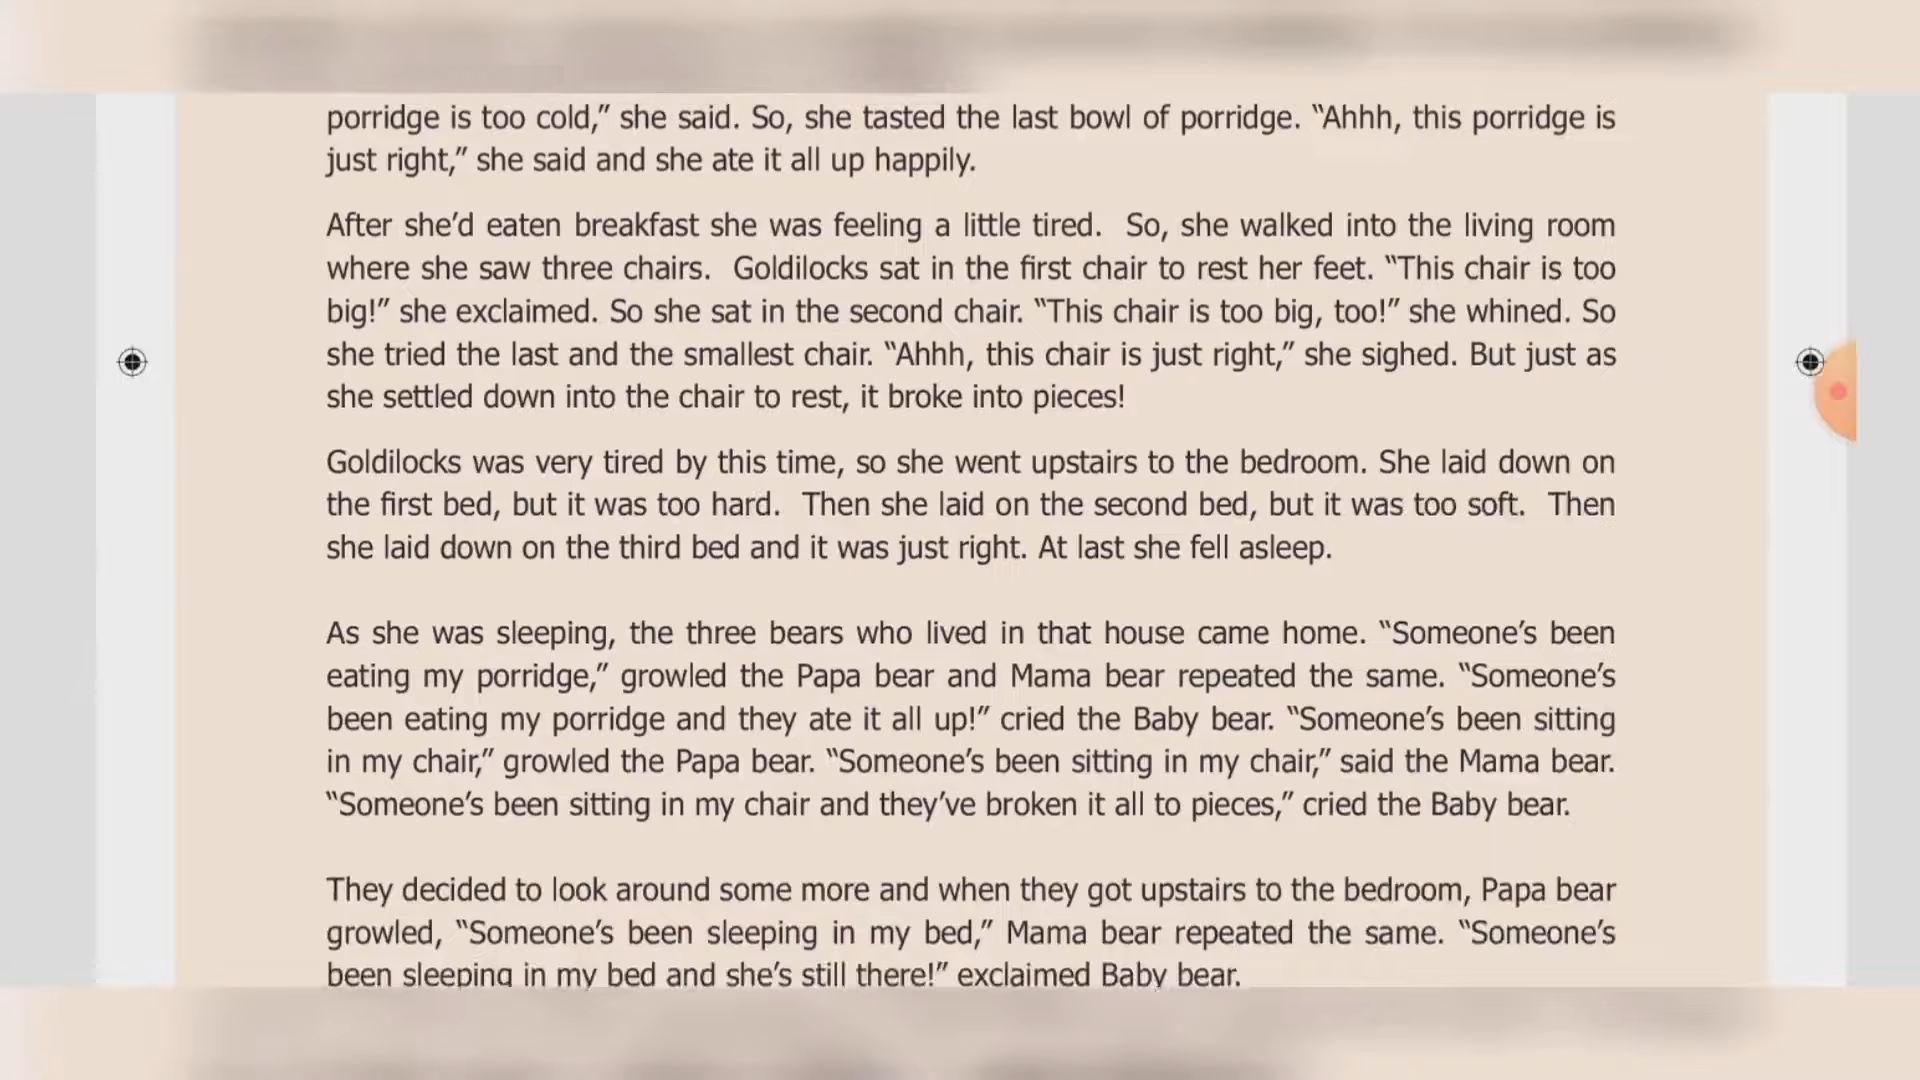 porridge is too cold,” she said. So, she tasted the last bowl of porridge. “Ahhh, this porridge is
just right,” she said and she ate it all up happily.
After she’d eaten breakfast she was feeling a little tired.  So, she walked into the living room
where she saw three chairs.  Goldilocks sat in the first chair to rest her feet. “This chair is too
big!” she exclaimed. So she sat in the second chair. “This chair is too big, too!” she whined. So
she tried the last and the smallest chair. “Ahhh, this chair is just right,” she sighed. But just as
she settled down into the chair to rest, it broke into pieces!
Goldilocks was very tired by this time, so she went upstairs to the bedroom. She laid down on
the first bed, but it was too hard.  Then she laid on the second bed, but it was too soft.  Then
she laid down on the third bed and it was just right. At last she fell asleep.
As she was sleeping, the three bears who lived in that house came home. “Someone’s been
eating my porridge,” growled the Papa bear and Mama bear repeated the same. “Someone’s
been eating my porridge and they ate it all up!” cried the Baby bear. “Someone’s been sitting
in my chair,” growled the Papa bear. “Someone’s been sitting in my chair,” said the Mama bear.
“Someone’s been sitting in my chair and they’ve broken it all to pieces,” cried the Baby bear.
They decided to look around some more and when they got upstairs to the bedroom, Papa bear
growled, “Someone’s been sleeping in my bed,” Mama bear repeated the same. “Someone’s
been sleeping in my bed and she’s still there!” exclaimed Baby bear.